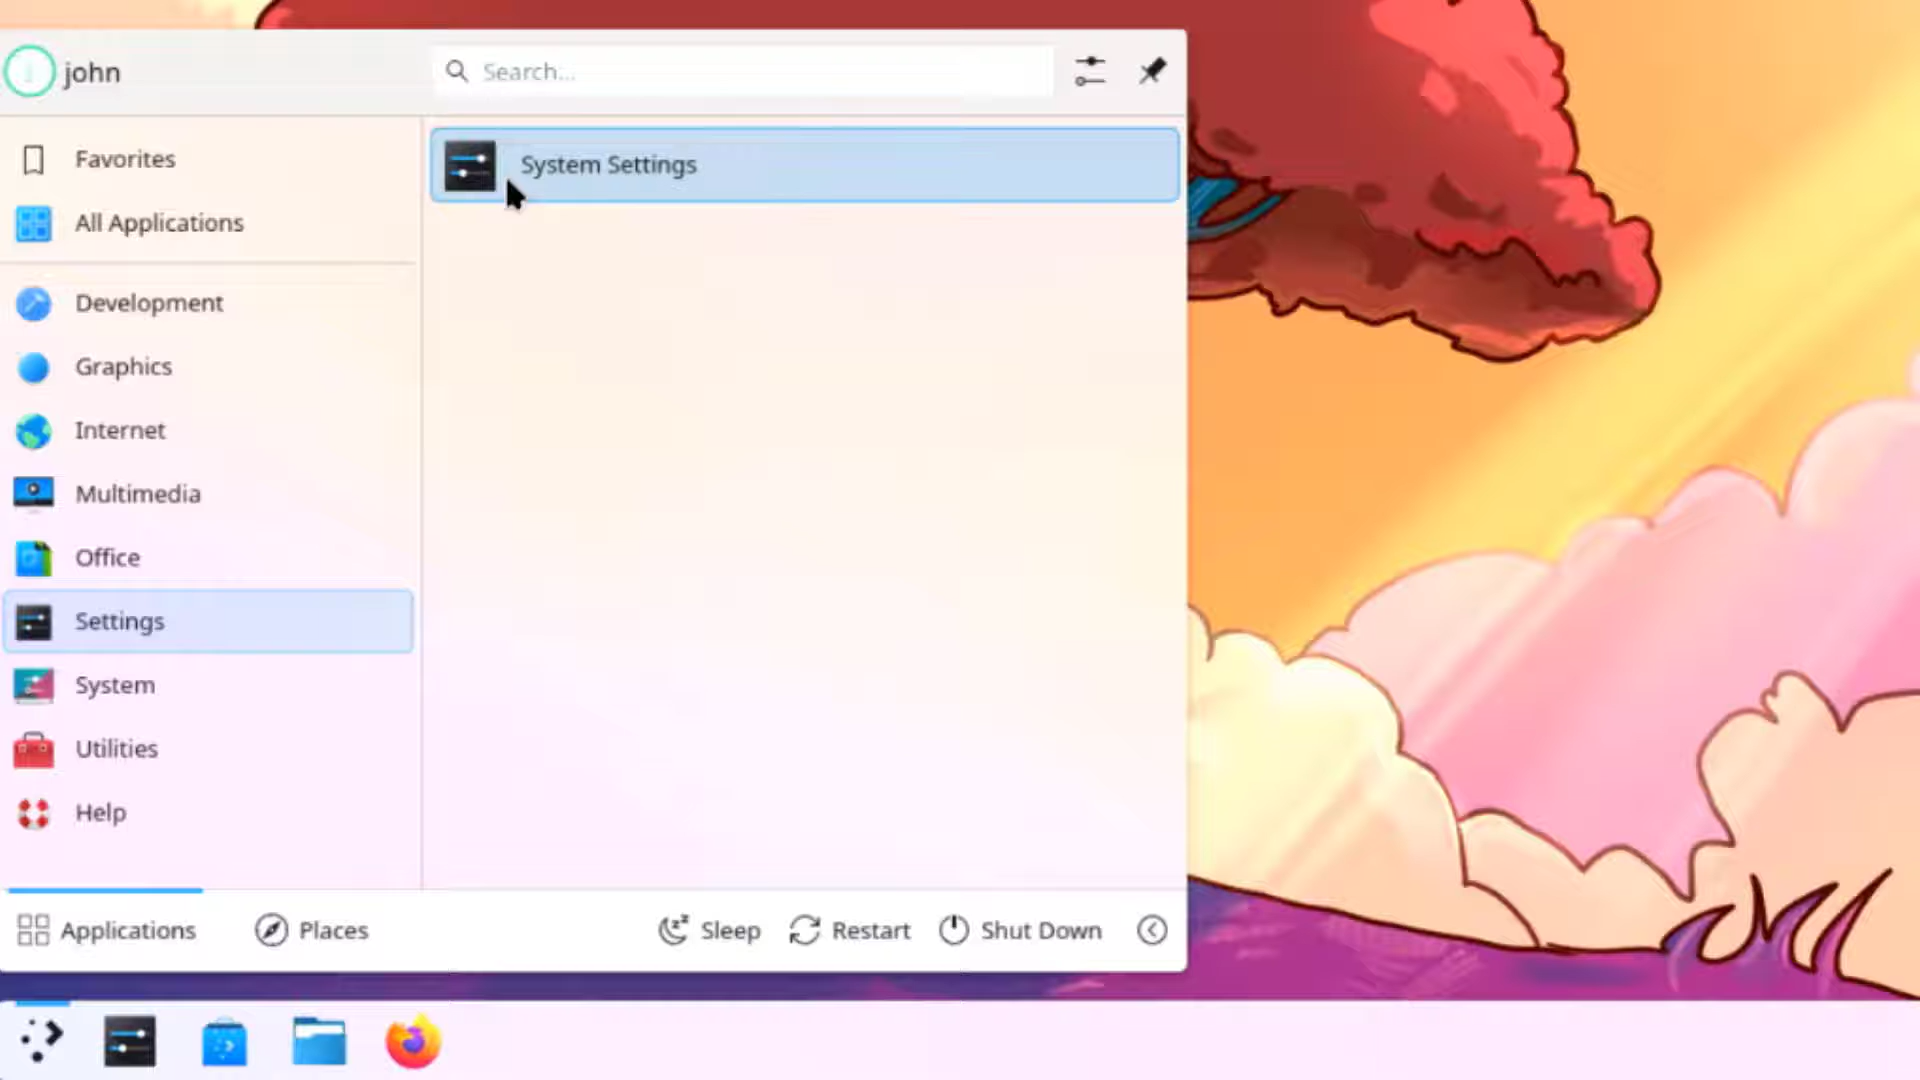 john
Search...
Favorites
System Settings
All Applications
Development
Graphics
Internet
Multimedia
Office
Settings
System
Utilities
Help
Applications
Places
Sleep
Restart
Shut Down